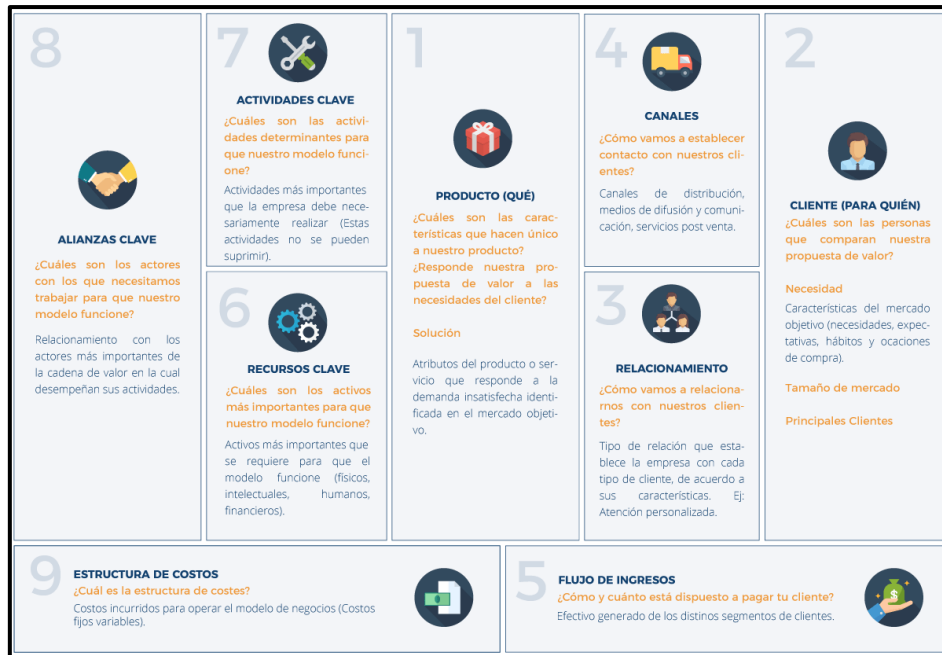 8
ALIANZAS CLAVE
¿Cuáles son los actores
con los que necesitamos
trabajar para que nuestro
modelo funcione?
Relacionamiento con los
actores más importantes de
la cadena de valor en la cual
desempeñan sus actividades.
7
ACTIVIDADES CLAVE
¿Cuáles son las activi-
dades determinantes para
que nuestro modelo funci-
one?
Actividades más importantes
que la empresa debe nece-
sariamente realizar (Estas
actividades no se pueden
suprimir).
6
RECURSOS CLAVE
¿Cuáles son los activos
más importantes para que
nuestro modelo funcione?
Activos más importantes que
se requiere para que el
modelo funcione (físicos,
intelectuales, humanos,
financieros).
1
PRODUCTO (QUÉ)
¿Cuáles son las carac-
terísticas que hacen único
a nuestro producto?
¿Responde nuestra pro-
puesta de valor a las
necesidades del cliente?
Solución
Atributos del producto o ser-
vicio que responde a la
demanda insatisfecha identi-
ficada en el mercado objeti-
vo.
4
CANALES
¿Cómo vamos a establecer
contacto con nuestros cli-
entes?
Canales de distribución,
medios de difusión y comuni-
cación, servicios post venta.
3
RELACIONAMIENTO
¿Cómo vamos a relaciona-
rnos con nuestros clien-
tes?
Tipo de relación que esta-
blece la empresa con cada
tipo de cliente, de acuerdo a
sus características. Ej:
Atención personalizada.
2
CLIENTE (PARA QUIÉN)
¿Cuáles son las personas
que comparan nuestra
propuesta de valor?
Necesidad
Características del mercado
objetivo (necesidades, expec-
tativas, hábitos y ocaciones
de compra).
Tamaño de mercado
Principales Clientes
9
ESTRUCTURA DE COSTOS
¿Cuál es la estructura de costes?
Costos incurridos para operar el modelo de negocios (Costos
fijos variables).
5
FLUJO DE INGRESOS
¿Cómo y cuánto está dispuesto a pagar tu cliente?
Efectivo generado de los distinos segmentos de clientes.
$